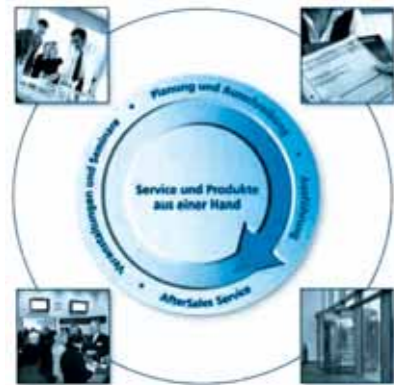 Planung und Ausschreibung
Ausführung
AfterSales Service
Veranstaltungen und Seminare
Service und Produkte
aus einer Hand